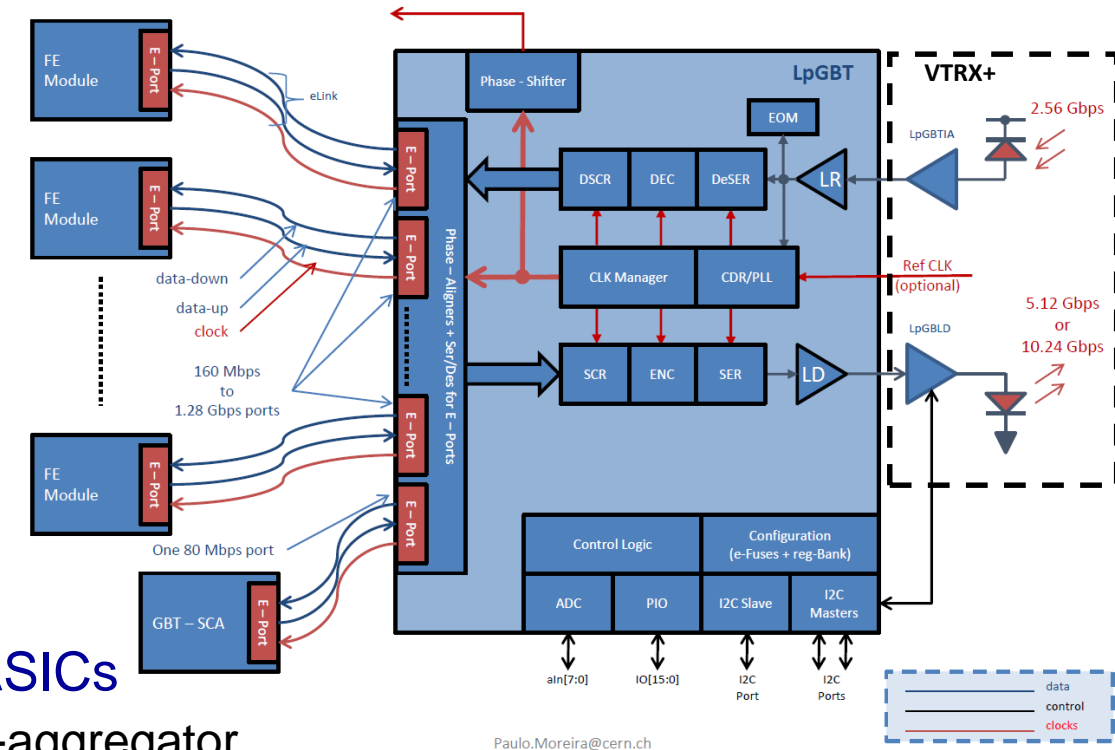 FE
Module
E – Port
eLink
FE
Module
E – Port
data-down
data-up
clock
160 Mbps
to
1.28 Gbps ports
FE
Module
E – Port
One 80 Mbps port
GBT – SCA
E – Port
Phase - Shifter
LpGBT
EOM
E – Port
E – Port
E – Port
E – Port
Phase – Aligners + Ser/Des for E – Ports
DSCR
DEC
DeSER
LR
CLK Manager
CDR/PLL
SCR
ENC
SER
LD
Control Logic
Configuration
(e-Fuses + reg-Bank)
ADC
PIO
I2C Slave
I2C
Masters
aIn[7:0]
IO[15:0]
I2C
Port
I2C
Ports
VTRX+
2.56 Gbps
LpGBTIA
Ref CLK
(optional)
5.12 Gbps
or
10.24 Gbps
LpGBLD
data
control
clocks
ASICs
-aggregator
Paulo.Moreira@cern.ch